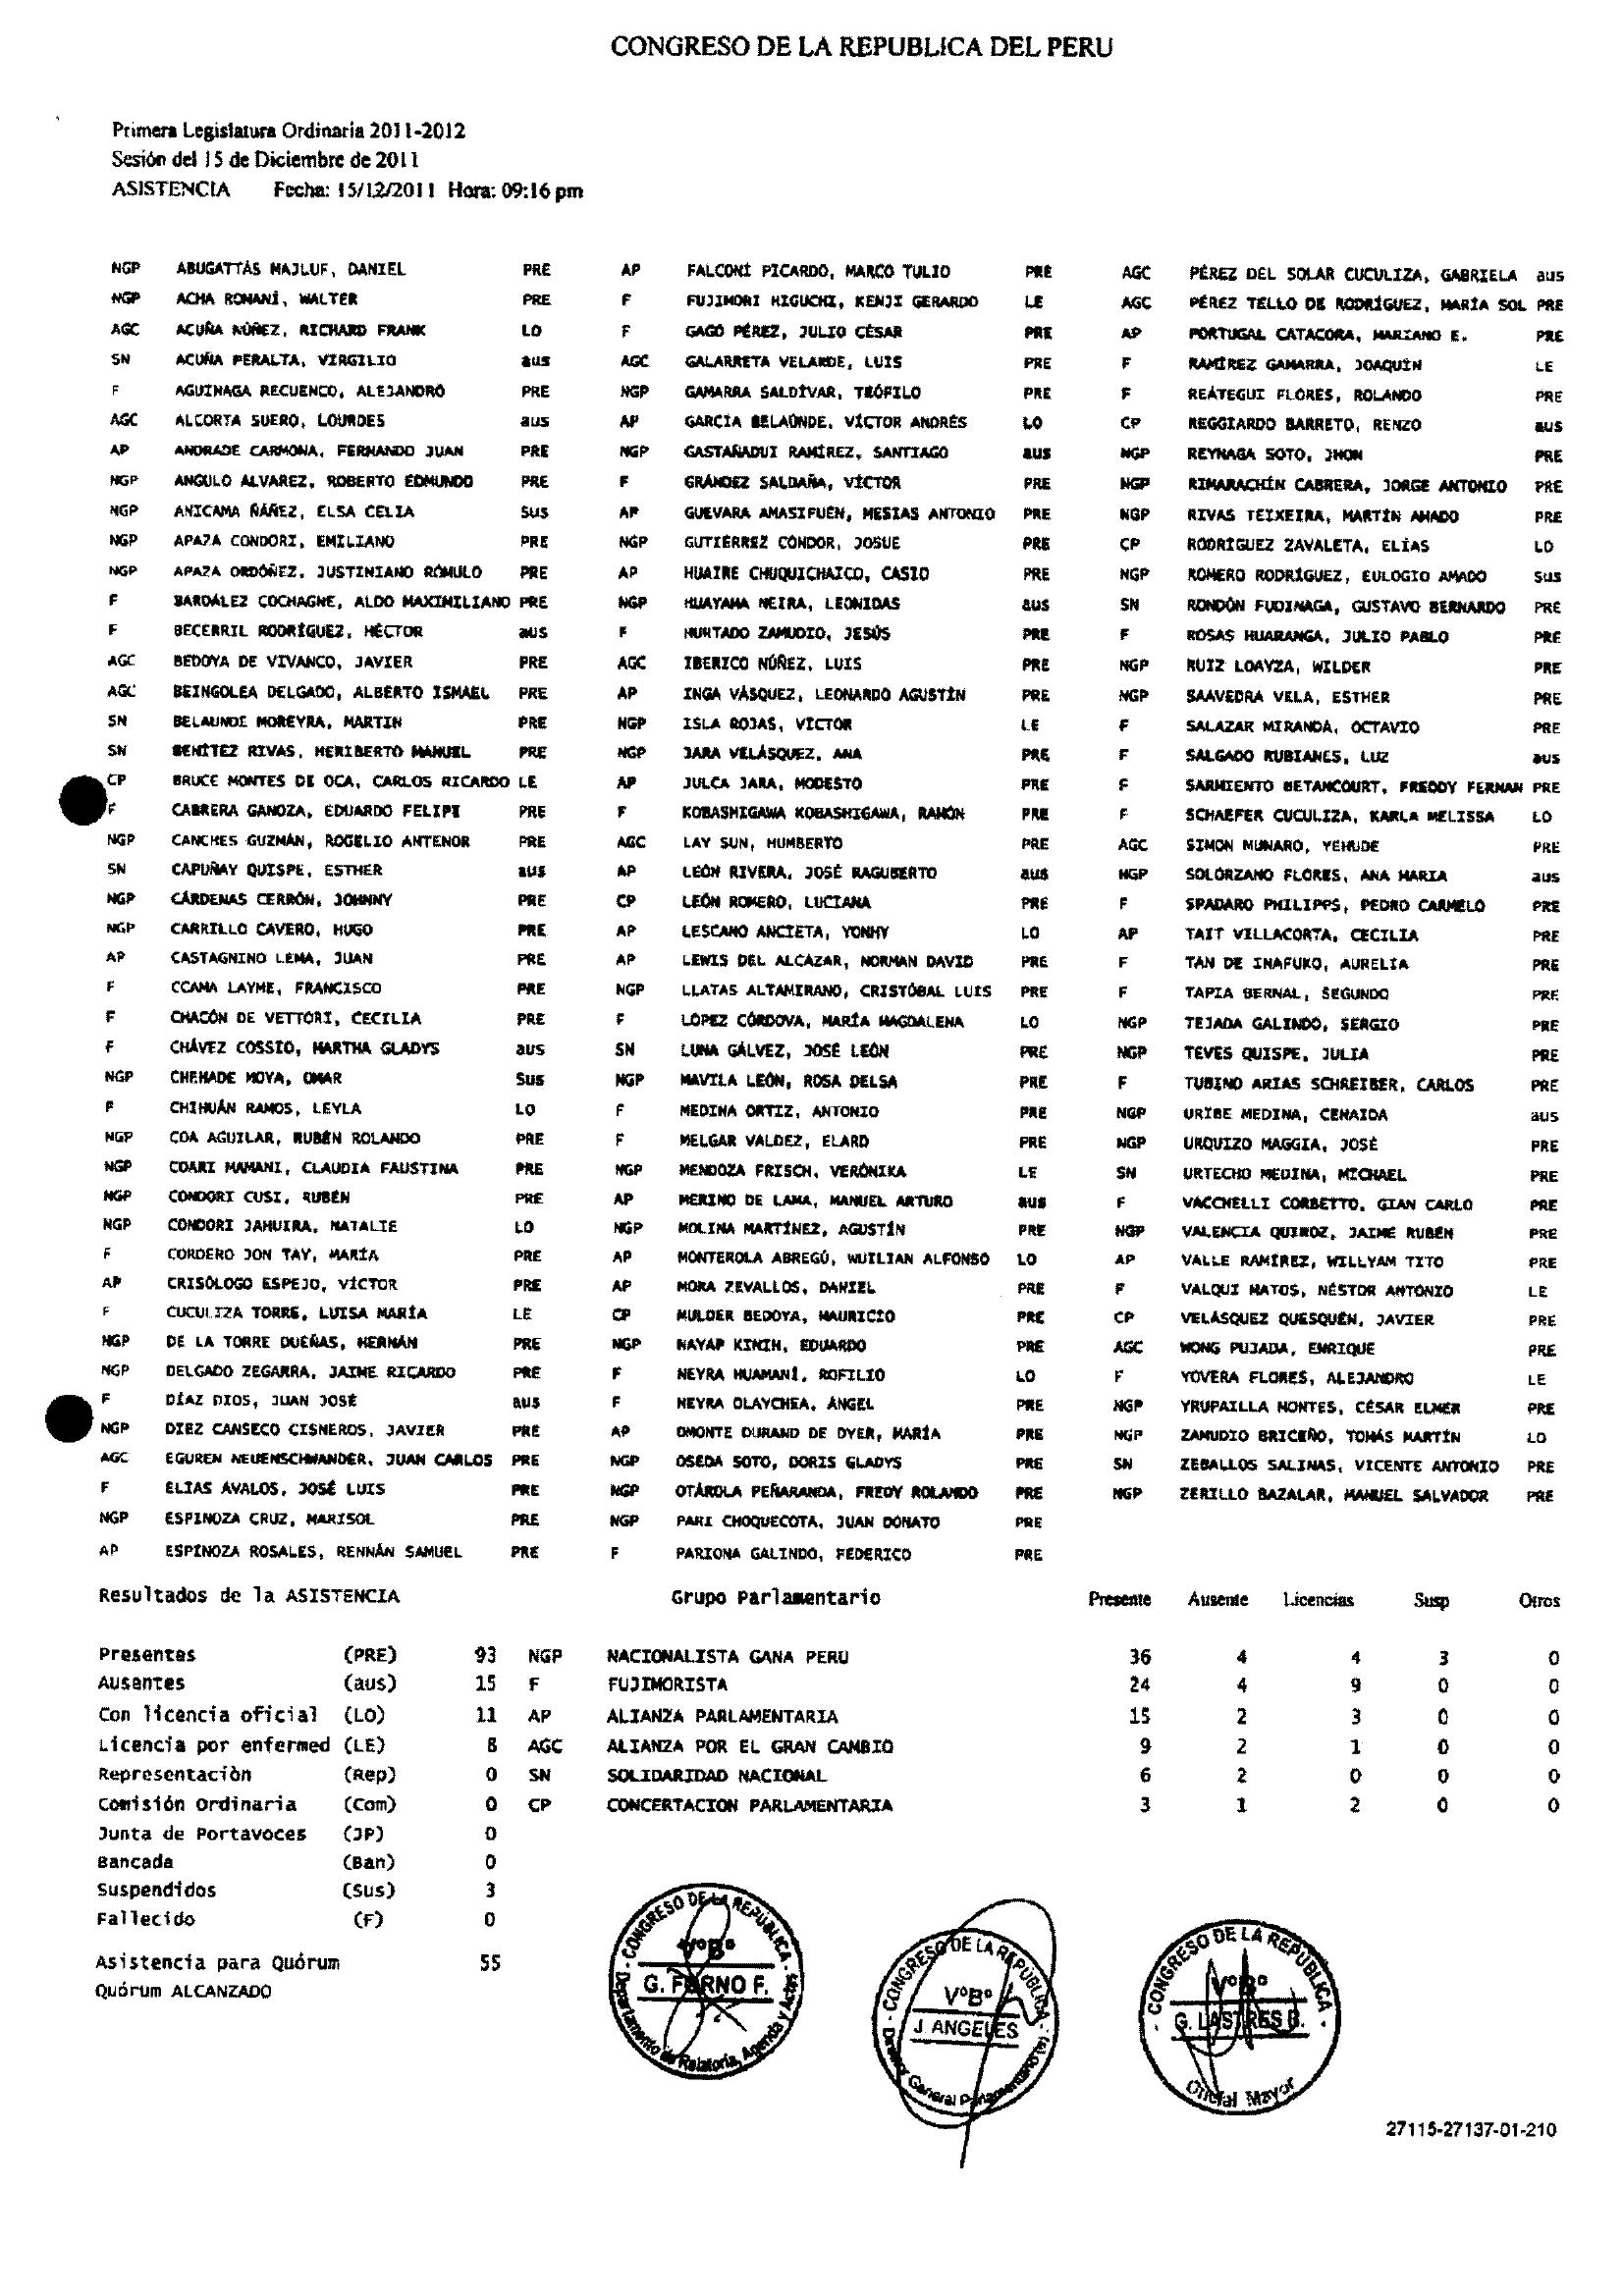 CONGRESO DE LA REPUBLICA DEL PERU
Primera Legislatura Ordinaria 2011-2012
Sesión del 15 de Diciembre de 2011
ASISTENCIA Fecha: 15/12/2011 Hora: 09:16 pm
NGP ABUGATTÁS MAJLUF, DANIEL PRE
NGP ACHA ROMANÍ, WALTER PRE
AGC ACUÑA NÚÑEZ, RICHARD FRANK LO
SN ACUÑA PERALTA, VIRGILIO aus
F AGUINAGA RECUENCO, ALEJANDRO PRE
AGC ALCORTA SUERO, LOURDES aus
AP ANDRADE CARMONA, FERNANDO JUAN PRE
NGP ANGULO ALVAREZ, ROBERTO EDMUNDO PRE
NGP ANICAMA ÑÁÑEZ, ELSA CELIA Sus
NGP APAZA CONDORI, EMILIANO PRE
NGP APAZA ORDÓÑEZ, JUSTINIANO RÓMULO PRE
F BARDÁLEZ COCHAGNE, ALDO MAXIMILIANO PRE
F BECERRIL RODRÍGUEZ, HÉCTOR aus
AGC BEDOYA DE VIVANCO, JAVIER PRE
AGC BEINGOLEA DELGADO, ALBERTO ISMAEL PRE
SN BELAUNDE MOREYRA, MARTIN PRE
SN BENÍTEZ RIVAS, HERIBERTO MANUEL PRE
CP BRUCE MONTES DE OCA, CARLOS RICARDO LE
F CABRERA GANOZA, EDUARDO FELIPE PRE
NGP CANCHES GUZMÁN, ROGELIO ANTENOR PRE
SN CAPUÑAY QUISPE, ESTHER aus
NGP CÁRDENAS CERRÓN, JOHNNY PRE
NGP CARRILLO CAVERO, HUGO PRE
AP CASTAGNINO LEMA, JUAN PRE
F CCAMA LAYME, FRANCISCO PRE
F CHACÓN DE VETTORI, CECILIA PRE
F CHÁVEZ COSSIO, MARTHA GLADYS aus
NGP CHEHADE MOYA, OMAR Sus
F CHIHUÁN RAMOS, LEYLA LO
NGP COA AGUILAR, RUBÉN ROLANDO PRE
NGP COARI MAMANI, CLAUDIA FAUSTINA PRE
NGP CONDORI CUSI, RUBÉN PRE
NGP CONDORI JAHUIRA, NATALIE LO
F CORDERO JON TAY, MARÍA PRE
AP CRISÓLOGO ESPEJO, VÍCTOR PRE
F CUCULIZA TORRE, LUISA MARÍA LE
NGP DE LA TORRE DUEÑAS, HERNÁN PRE
NGP DELGADO ZEGARRA, JAIME RICARDO PRE
F DÍAZ DIOS, JUAN JOSÉ aus
NGP DIEZ CANSECO CISNEROS, JAVIER PRE
AGC EGUREN NEUENSCHWANDER, JUAN CARLOS PRE
F ELIAS AVALOS, JOSÉ LUIS PRE
NGP ESPINOZA CRUZ, MARISOL PRE
AP ESPINOZA ROSALES, RENNÁN SAMUEL PRE
AP FALCONÍ PICARDO, MARCO TULIO PRE
F FUJIMORI HIGUCHI, KENJI GERARDO LE
F GAGÓ PÉREZ, JULIO CÉSAR PRE
AGC GALARRETA VELARDE, LUIS PRE
NGP GAMARRA SALDÍVAR, TEÓFILO PRE
AP GARCÍA BELAÚNDE, VÍCTOR ANDRÉS LO
NGP GASTAÑADUI RAMÍREZ, SANTIAGO aus
F GRÁNDEZ SALDAÑA, VÍCTOR PRE
AP GUEVARA AMASIFUÉN, MESIAS ANTONIO PRE
NGP GUTIÉRREZ CÓNDOR, JOSUE PRE
AP HUAIRE CHUQUICHAICO, CASIO PRE
NGP HUAYAMA NEIRA, LEONIDAS aus
F HURTADO ZAMUDIO, JESÚS PRE
AGC IBERICO NÚÑEZ, LUIS PRE
AP INGA VÁSQUEZ, LEONARDO AGUSTÍN PRE
NGP ISLA ROJAS, VÍCTOR LE
NGP JARA VELÁSQUEZ, ANA PRE
AP JULCA JARA, MODESTO PRE
F KOBASHIGAWA KOBASHIGAWA, RAMÓN PRE
AGC LAY SUN, HUMBERTO PRE
AP LEÓN RIVERA, JOSÉ RAGUBERTO aus
CP LEÓN ROMERO, LUCIANA PRE
AP LESCANO ANCIETA, YONHY LO
AP LEWIS DEL ALCÁZAR, NORMAN DAVID PRE
NGP LLATAS ALTAMIRANO, CRISTÓBAL LUIS PRE
F LÓPEZ CÓRDOVA, MARÍA MAGDALENA LO
SN LUNA GÁLVEZ, JOSÉ LEÓN PRE
NGP MAVILA LEÓN, ROSA DELSA PRE
F MEDINA ORTIZ, ANTONIO PRE
F MELGAR VALDEZ, ELARD PRE
NGP MENDOZA FRISCH, VERÓNIKA LE
AP MERINO DE LAMA, MANUEL ARTURO aus
NGP MOLINA MARTÍNEZ, AGUSTÍN PRE
AP MONTEROLA ABREGÚ, WUILIAN ALFONSO LO
AP MORA ZEVALLOS, DANIEL PRE
CP MULDER BEDOYA, MAURICIO PRE
NGP NAYAP KININ, EDUARDO PRE
F NEYRA HUAMANÍ, ROFILIO LO
F NEYRA OLAYCHEA, ÁNGEL PRE
AP OMONTE DURAND DE DYER, MARÍA PRE
NGP OSEDA SOTO, DORIS GLADYS PRE
NGP OTÁROLA PEÑARANDA, FREDY ROLANDO PRE
NGP PARI CHOQUECOTA, JUAN DONATO PRE
F PARIONA GALINDO, FEDERICO PRE
AGC PÉREZ DEL SOLAR CUCULIZA, GABRIELA aus
AGC PÉREZ TELLO DE RODRÍGUEZ, MARÍA SOL PRE
AP PORTUGAL CATACORA, MARIANO E. PRE
F RAMÍREZ GAMARRA, JOAQUÍN LE
F REÁTEGUI FLORES, ROLANDO PRE
CP REGGIARDO BARRETO, RENZO aus
NGP REYNAGA SOTO, JHON PRE
NGP RIMARACHÍN CABRERA, JORGE ANTONIO PRE
NGP RIVAS TEIXEIRA, MARTÍN AMADO PRE
CP RODRÍGUEZ ZAVALETA, ELÍAS LO
NGP ROMERO RODRÍGUEZ, EULOGIO AMADO Sus
SN RONDÓN FUDINAGA, GUSTAVO BERNARDO PRE
F ROSAS HUARANGA, JULIO PABLO PRE
NGP RUIZ LOAYZA, WILDER PRE
NGP SAAVEDRA VELA, ESTHER PRE
F SALAZAR MIRANDA, OCTAVIO PRE
F SALGADO RUBIANES, LUZ aus
F SARMIENTO BETANCOURT, FREDDY FERNAN PRE
F SCHAEFER CUCULIZA, KARLA MELISSA LO
AGC SIMON MUNARO, YEHUDE PRE
NGP SOLÓRZANO FLORES, ANA MARIA aus
F SPADARO PHILIPPS, PEDRO CARMELO PRE
AP TAIT VILLACORTA, CECILIA PRE
F TAN DE INAFUKO, AURELIA PRE
F TAPIA BERNAL, SEGUNDO PRE
NGP TEJADA GALINDO, SERGIO PRE
NGP TEVES QUISPE, JULIA PRE
F TUBINO ARIAS SCHREIBER, CARLOS PRE
NGP URIBE MEDINA, CENAIDA aus
NGP URQUIZO MAGGIA, JOSÉ PRE
SN URTECHO MEDINA, MICHAEL PRE
F VACCHELLI CORBETTO, GIAN CARLO PRE
NGP VALENCIA QUIROZ, JAIME RUBÉN PRE
AP VALLE RAMÍREZ, WILLYAM TITO PRE
F VALQUI MATOS, NÉSTOR ANTONIO LE
CP VELÁSQUEZ QUESQUÉN, JAVIER PRE
AGC WONG PUJADA, ENRIQUE PRE
F YOVERA FLORES, ALEJANDRO LE
NGP YRUPAILLA MONTES, CÉSAR ELMER PRE
NGP ZAMUDIO BRICEÑO, TOMÁS MARTÍN LO
SN ZEBALLOS SALINAS, VICENTE ANTONIO PRE
NGP ZERILLO BAZALAR, MANUEL SALVADOR PRE
Resultados de la ASISTENCIA
Presentes (PRE) 93
Ausentes (aus) 15
Con licencia oficial (LO) 11
Licencia por enfermed (LE) 8
Representación (Rep) 0
Comisión Ordinaria (Com) 0
Junta de Portavoces (JP) 0
Bancada (Ban) 0
Suspendidos (Sus) 3
Fallecido (F) 0
Asistencia para Quórum 55
Quórum ALCANZADO
Grupo Parlamentario Presente Ausente Licencias Susp Otros
NGP NACIONALISTA GANA PERU 36 4 4 3 0
F FUJIMORISTA 24 4 9 0 0
AP ALIANZA PARLAMENTARIA 15 2 3 0 0
AGC ALIANZA POR EL GRAN CAMBIO 9 2 1 0 0
SN SOLIDARIDAD NACIONAL 6 2 0 0 0
CP CONCERTACION PARLAMENTARIA 3 1 2 0 0
CONGRESO DE LA REPÚBLICA
V°B°
G. F RNO F.
Departamento de Relatoría, Agenda y Actas
CONGRESO DE LA REPÚBLICA
V°B°
J. ANGELES
Director General Parlamentario (e)
CONGRESO DE LA REPÚBLICA
V°B°
G. LASTRES B.
Oficial Mayor
27115-27137-01-210